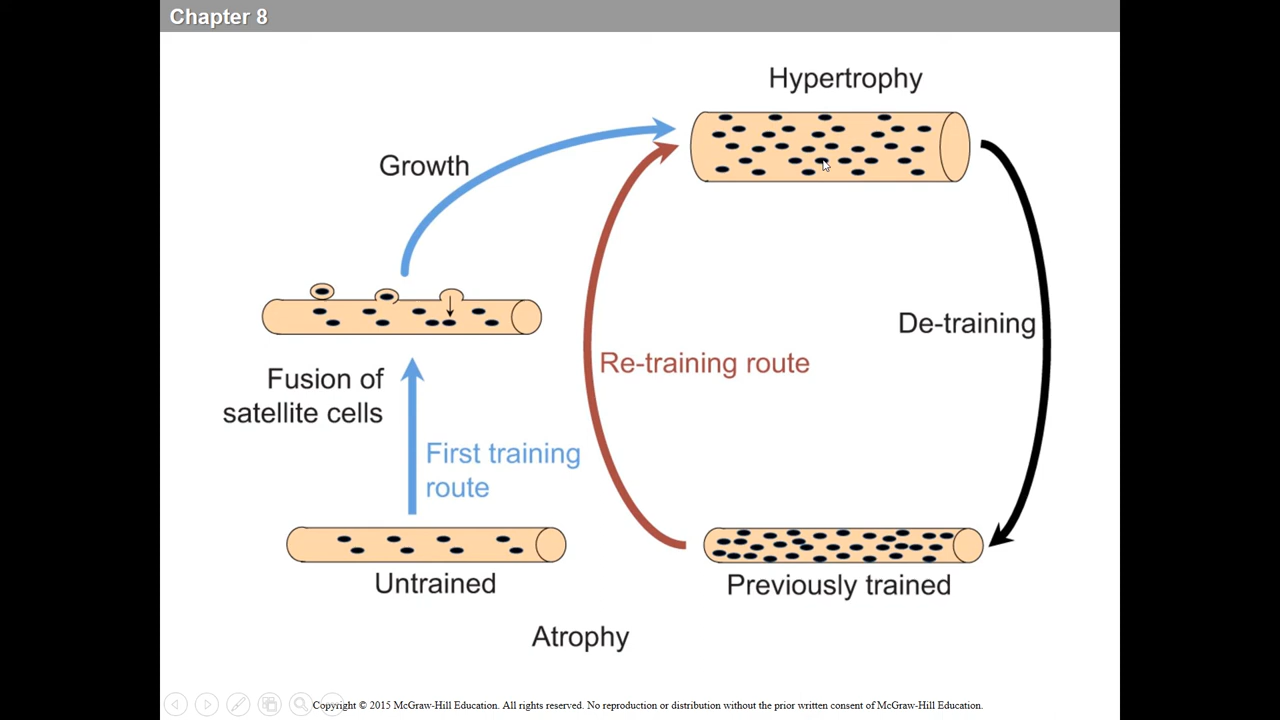 Chapter 8
Hypertrophy
Growth
De-training
Re-training route
Fusion of
satellite cells
First training
route
Untrained
Previously trained
Atrophy
Copyright © 2015 McGraw-Hill Education. All rights reserved. No reproduction or distribution without the prior written consent of McGraw-Hill Education.